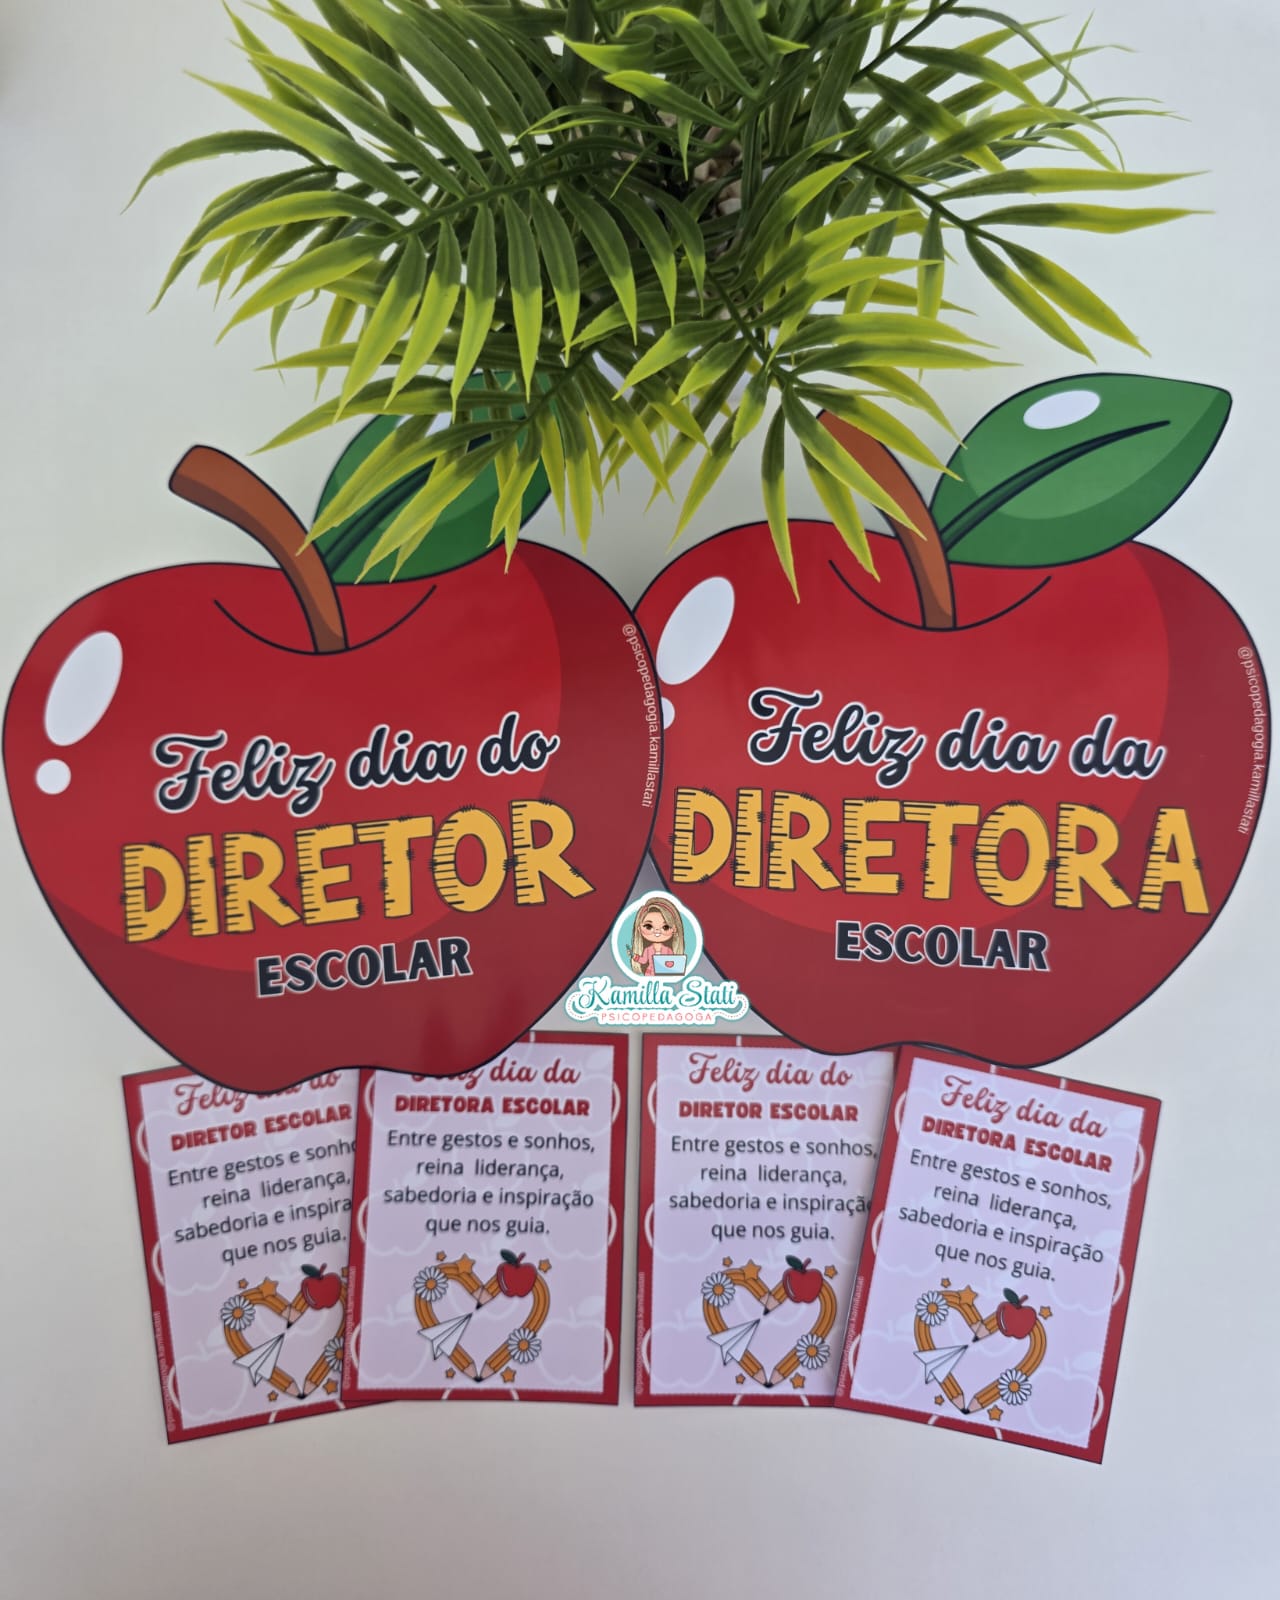 Feliz dia do
DIRETOR
ESCOLAR
@psicopedagogia.kamillastati
Feliz dia da
DIRETORA
ESCOLAR
@psicopedagogia.kamillastati
Kamilla Stati
PSICOPEDAGOGA
Feliz do
DIRETOR ESCOLAR
Entre gestos e sonh
reina liderança,
sabedoria e inspira
que nos guia.
dia da
DIRETORA ESCOLAR
Entre gestos e sonhos,
reina liderança,
sabedoria e inspiração
que nos guia.
Feliz dia do
DIRETOR ESCOLAR
Entre gestos e sonhos,
reina liderança,
sabedoria e inspiraçã
que nos guia.
Feliz dia da
DIRETORA ESCOLAR
Entre gestos e sonhos,
reina liderança,
sabedoria e inspiração
que nos guia.